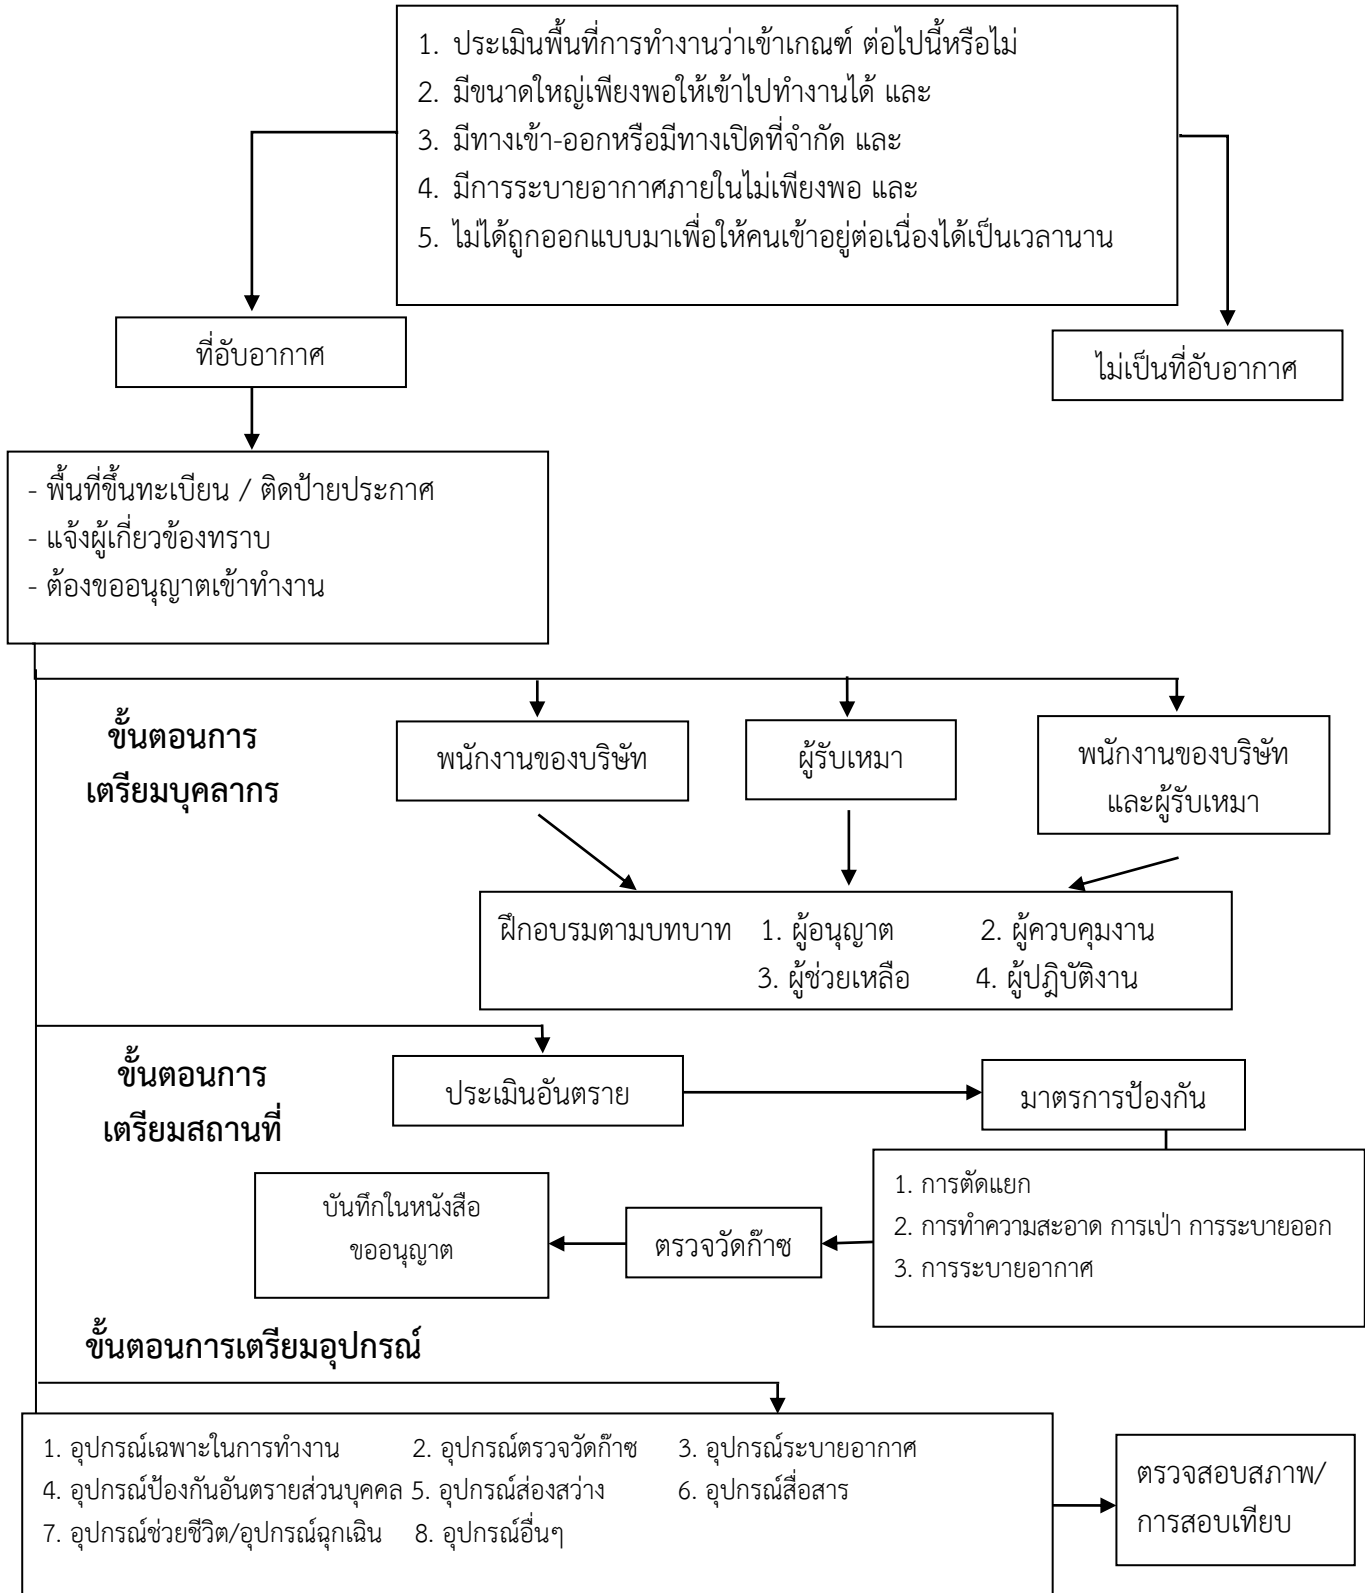 1. ประเมินพื้นที่การทำงานว่าเข้าเกณฑ์ ต่อไปนี้หรือไม่
2. มีขนาดใหญ่เพียงพอให้เข้าไปทำงานได้ และ
3. มีทางเข้า-ออกหรือมีทางเปิดที่จำกัด และ
4. มีการระบายอากาศภายในไม่เพียงพอ และ
5. ไม่ได้ถูกออกแบบมาเพื่อให้คนเข้าอยู่ต่อเนื่องได้เป็นเวลานาน
ที่อับอากาศ
ไม่เป็นที่อับอากาศ
- พื้นที่ขึ้นทะเบียน / ติดป้ายประกาศ
- แจ้งผู้เกี่ยวข้องทราบ
- ต้องขออนุญาตเข้าทำงาน
ขั้นตอนการ
เตรียมบุคลากร
พนักงานของบริษัท
ผู้รับเหมา
พนักงานของบริษัท
และผู้รับเหมา
ฝึกอบรมตามบทบาท 1. ผู้อนุญาต 2. ผู้ควบคุมงาน
3. ผู้ช่วยเหลือ 4. ผู้ปฎิบัติงาน
ขั้นตอนการ
เตรียมสถานที่
ประเมินอันตราย
มาตรการป้องกัน
1. การตัดแยก
2. การทำความสะอาด การเป่า การระบายออก
3. การระบายอากาศ
ตรวจวัดก๊าซ
บันทึกในหนังสือ
ขออนุญาต
ขั้นตอนการเตรียมอุปกรณ์
1. อุปกรณ์เฉพาะในการทำงาน 2. อุปกรณ์ตรวจวัดก๊าซ 3. อุปกรณ์ระบายอากาศ
4. อุปกรณ์ป้องกันอันตรายส่วนบุคคล 5. อุปกรณ์ส่องสว่าง 6. อุปกรณ์สื่อสาร
7. อุปกรณ์ช่วยชีวิต/อุปกรณ์ฉุกเฉิน 8. อุปกรณ์อื่นๆ
ตรวจสอบสภาพ/
การสอบเทียบ